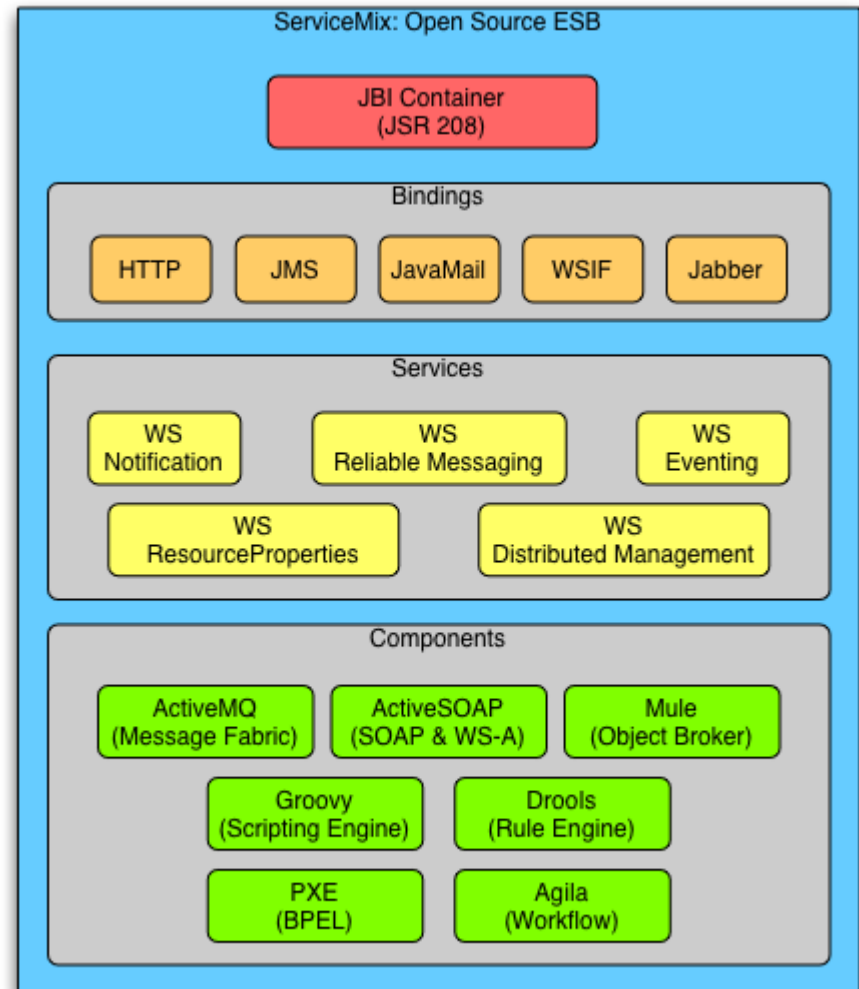 ServiceMix: Open Source ESB
JBI Container
(JSR 208)
Bindings
HTTP
JMS
JavaMail
WSIF
Jabber
Services
WS
Notification
WS
Reliable Messaging
WS
Eventing
WS
ResourceProperties
WS
Distributed Management
Components
ActiveMQ
(Message Fabric)
ActiveSOAP
(SOAP & WS-A)
Mule
(Object Broker)
Groovy
(Scripting Engine)
Drools
(Rule Engine)
PXE
(BPEL)
Agila
(Workflow)